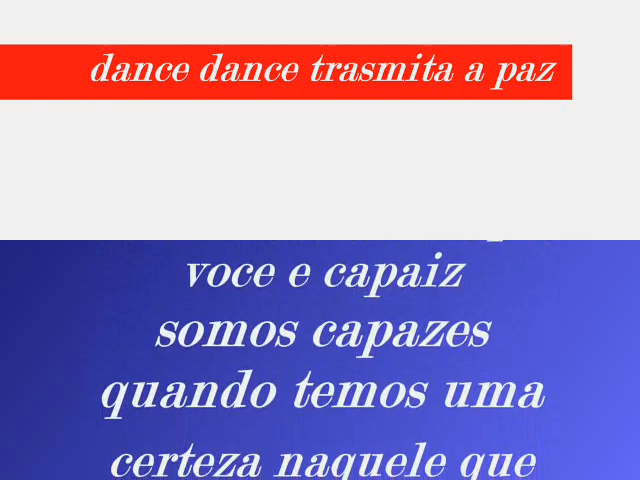 dance dance trasmita a paz
voce e capaiz
somos capazes
quando temos uma
certeza naquele que